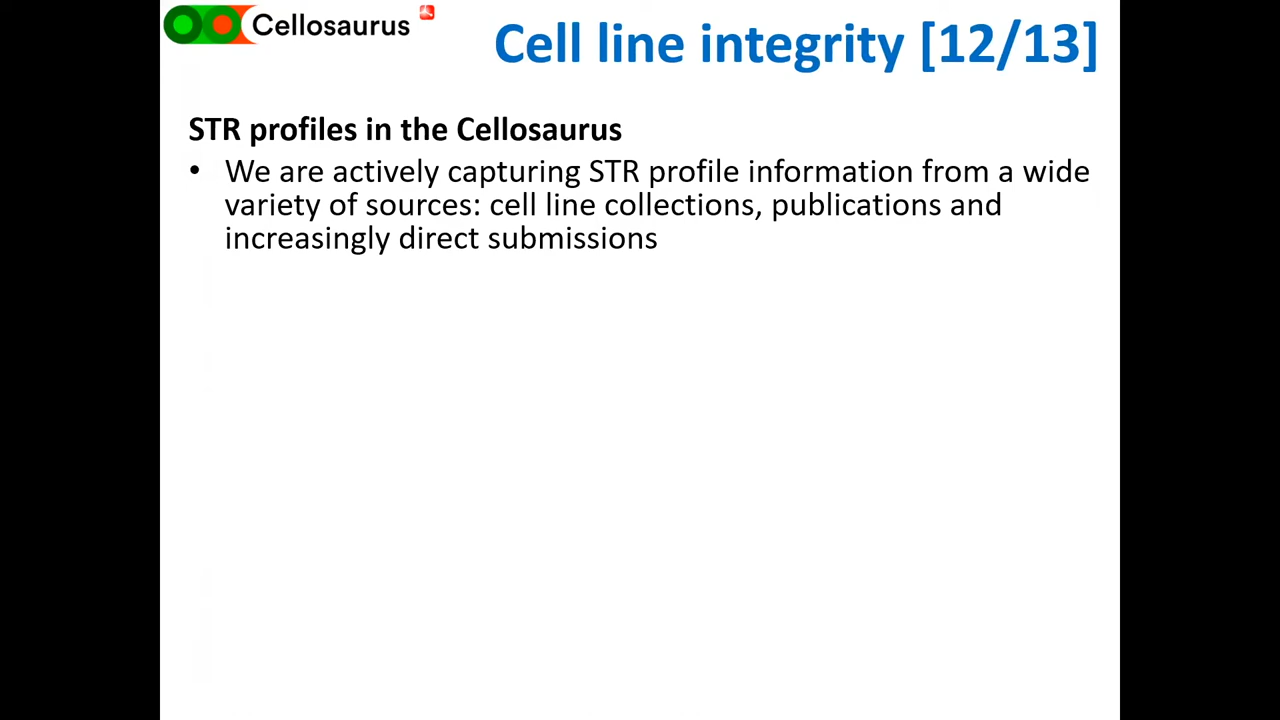 Cellosaurus
Cell line integrity [12/13]
STR profiles in the Cellosaurus
• We are actively capturing STR profile information from a wide
variety of sources: cell line collections, publications and
increasingly direct submissions